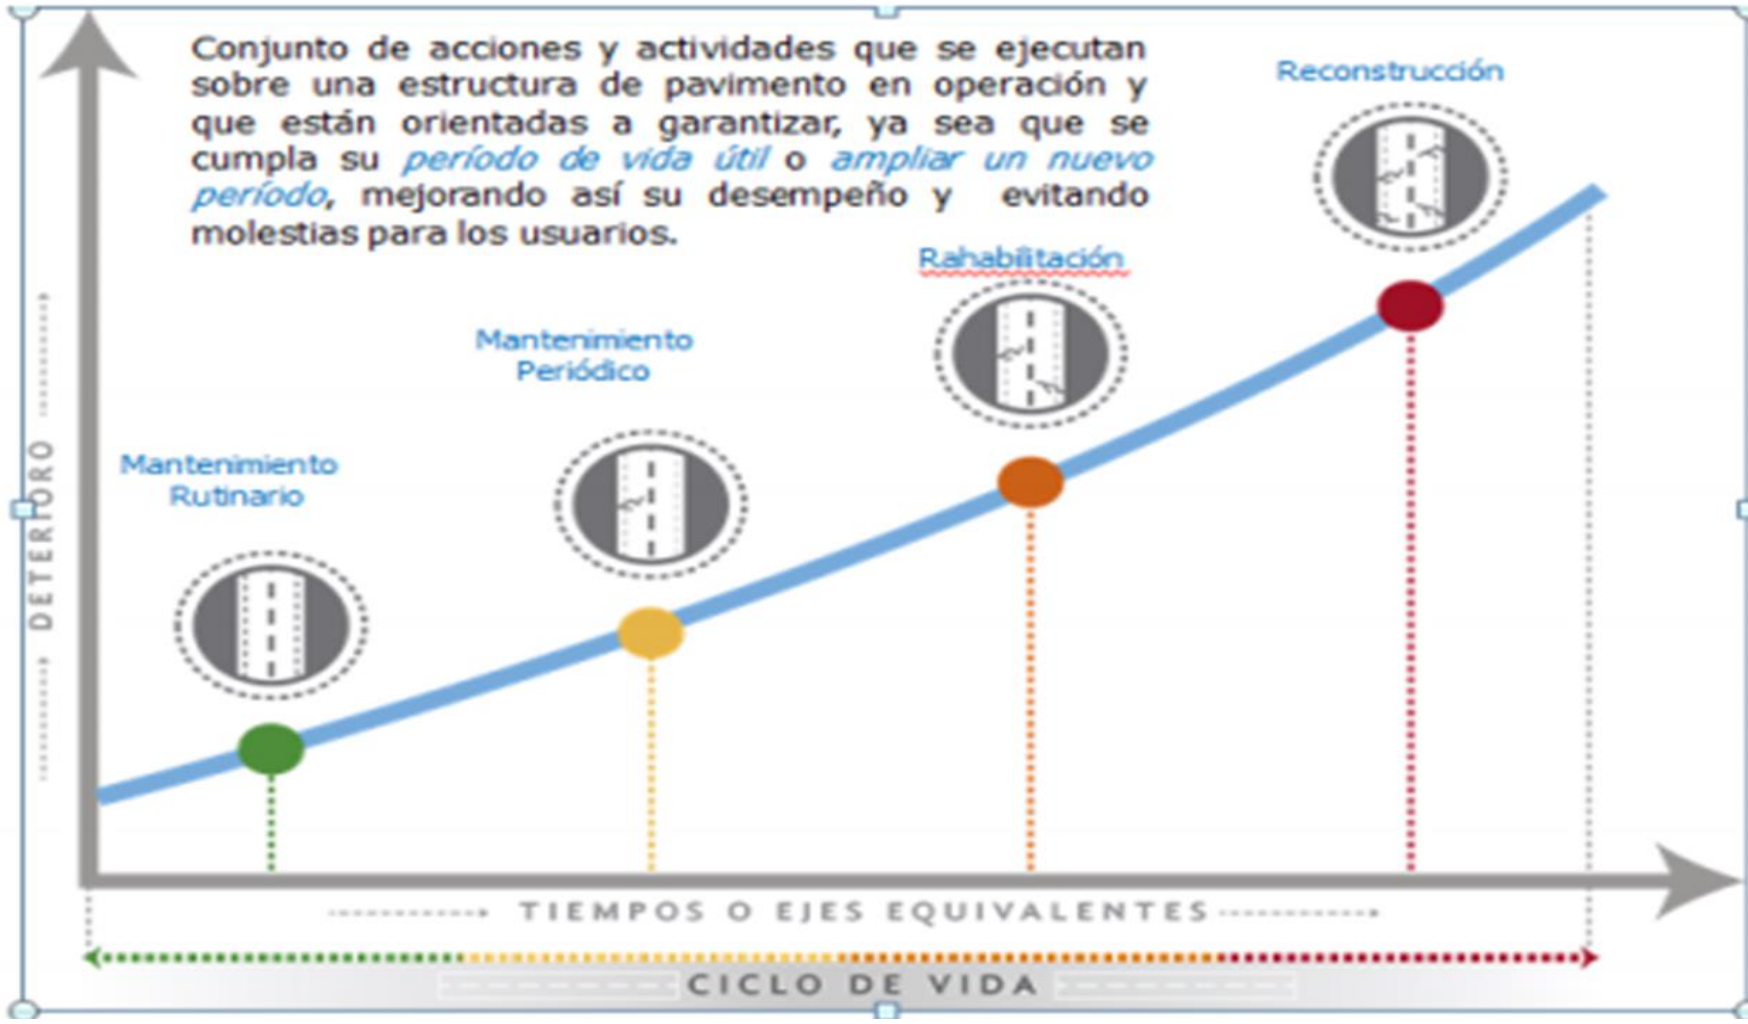 Conjunto de acciones y actividades que se ejecutan
sobre una estructura de pavimento en operación y
que están orientadas a garantizar, ya sea que se
cumpla su período de vida útil o ampliar un nuevo
período, mejorando así su desempeño y evitando
molestias para los usuarios.
Reconstrucción
Rahabilitación
Mantenimiento
Periódico
Mantenimiento
Rutinario
DETERIORO
TIEMPOS O EJES EQUIVALENTES
CICLO DE VIDA